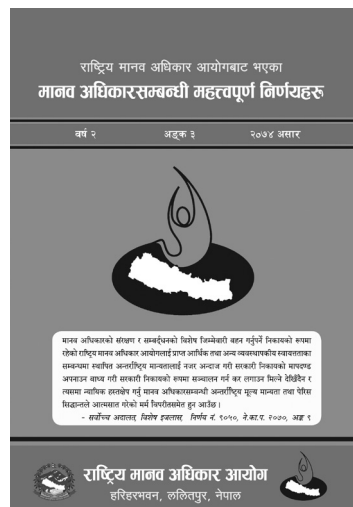 राष्ट्रिय मानव अधिकार आयोगबाट भएका
मानव अधिकारसम्बन्धी महत्त्वपूर्ण निर्णयहरू
वर्ष २ अङ्क ३ २०७४ असार
मानव अधिकारको संरक्षण र सम्वर्द्धनको विशेष जिम्मेवारी वहन गर्नुपर्ने निकायको रूपमा
रहेको राष्ट्रिय मानव अधिकार आयोगलाई प्राप्त आर्थिक तथा अन्य व्यवस्थापकीय स्वायत्तताका
सम्बन्धमा स्थापित अन्तर्राष्ट्रिय मान्यतालाई नजर अन्दाज गरी सरकारी निकायको मापदण्ड
अपनाउन वाध्य गरी सरकारी निकायको रूपमा सञ्चालन गर्न कर लगाउन मिल्ने देखिँदैन र
त्यसमा न्यायिक हस्तक्षेप गर्नु मानव अधिकारसम्बन्धी अन्तर्राष्ट्रिय मूल्य मान्यता तथा पेरिस
सिद्धान्तले आत्मसात गरेको मर्म विपरीतसमेत हुन आउँछ ।
- सर्वोच्च अदालत, विशेष इजलास, निर्णय नं. ९०५०, ने.का.प. २०७०, अङ्क ९
राष्ट्रिय मानव अधिकार आयोग
हरिहरभवन, ललितपुर, नेपाल